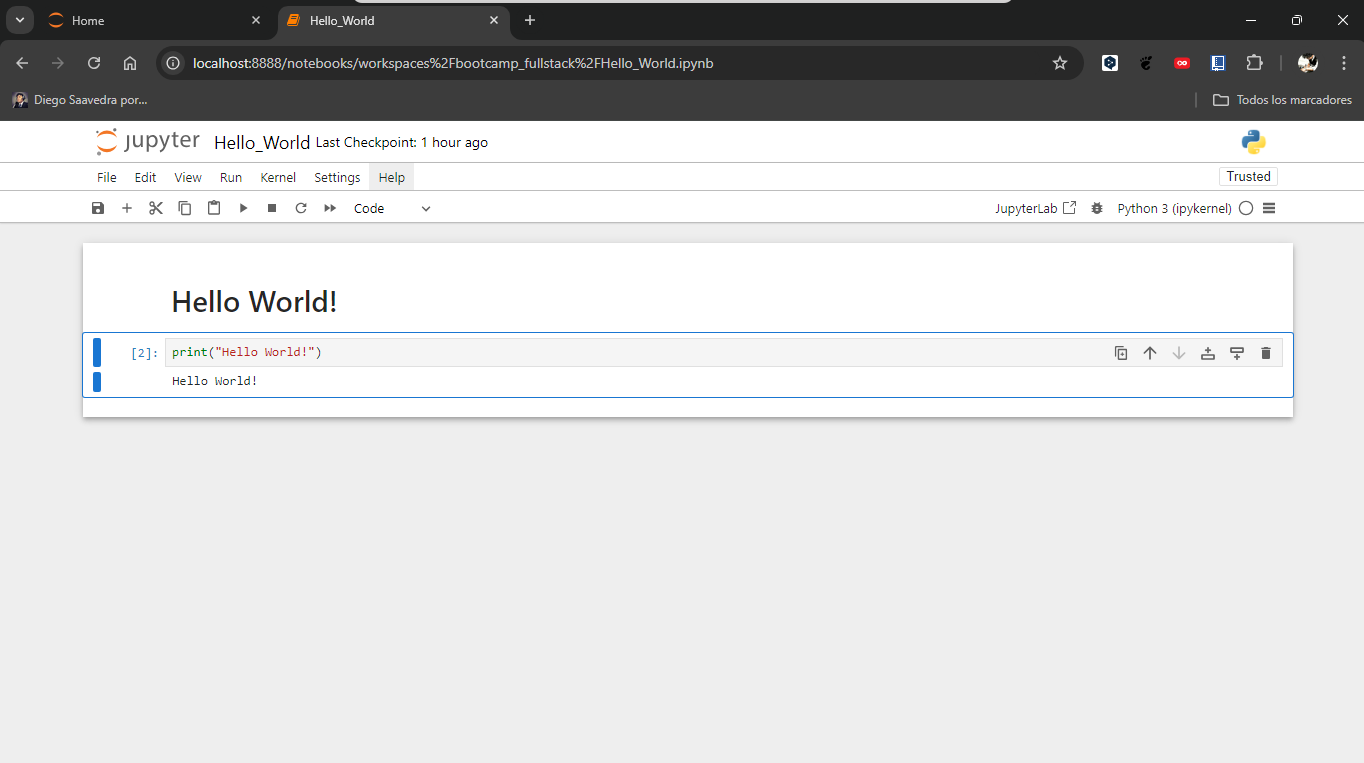 Home
Hello_World
localhost:8888/notebooks/workspaces%2Fbootcamp_fullstack%2FHello_World.ipynb
Diego Saavedra por...
Todos los marcadores
jupyter Hello_World Last Checkpoint: 1 hour ago
File Edit View Run Kernel Settings Help
Trusted
Code
JupyterLab
Python 3 (ipykernel)
Hello World!
[2]: print("Hello World!")
Hello World!